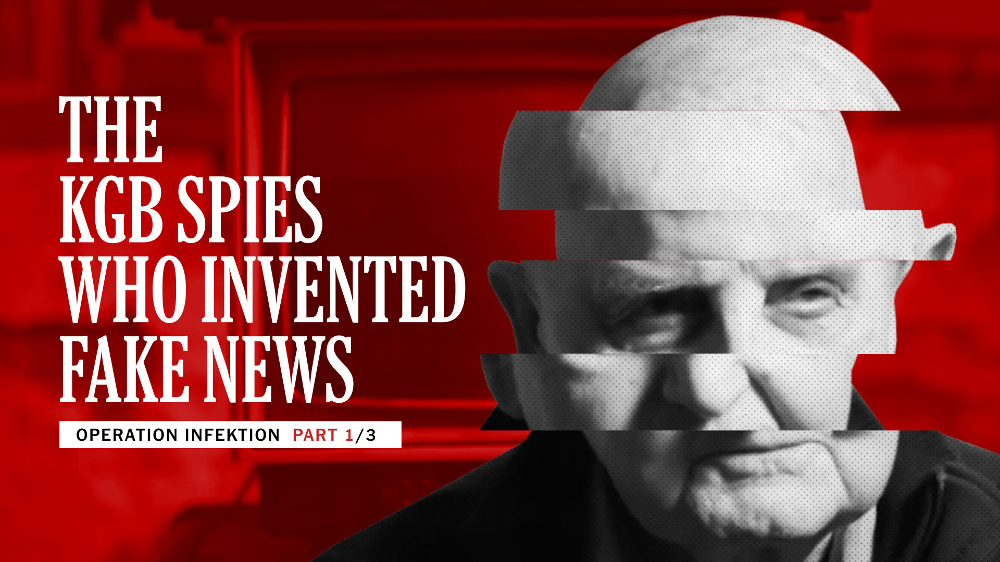 THE
KGB SPIES
WHO INVENTED
FAKE NEWS
OPERATION INFEKTION PART 1/3